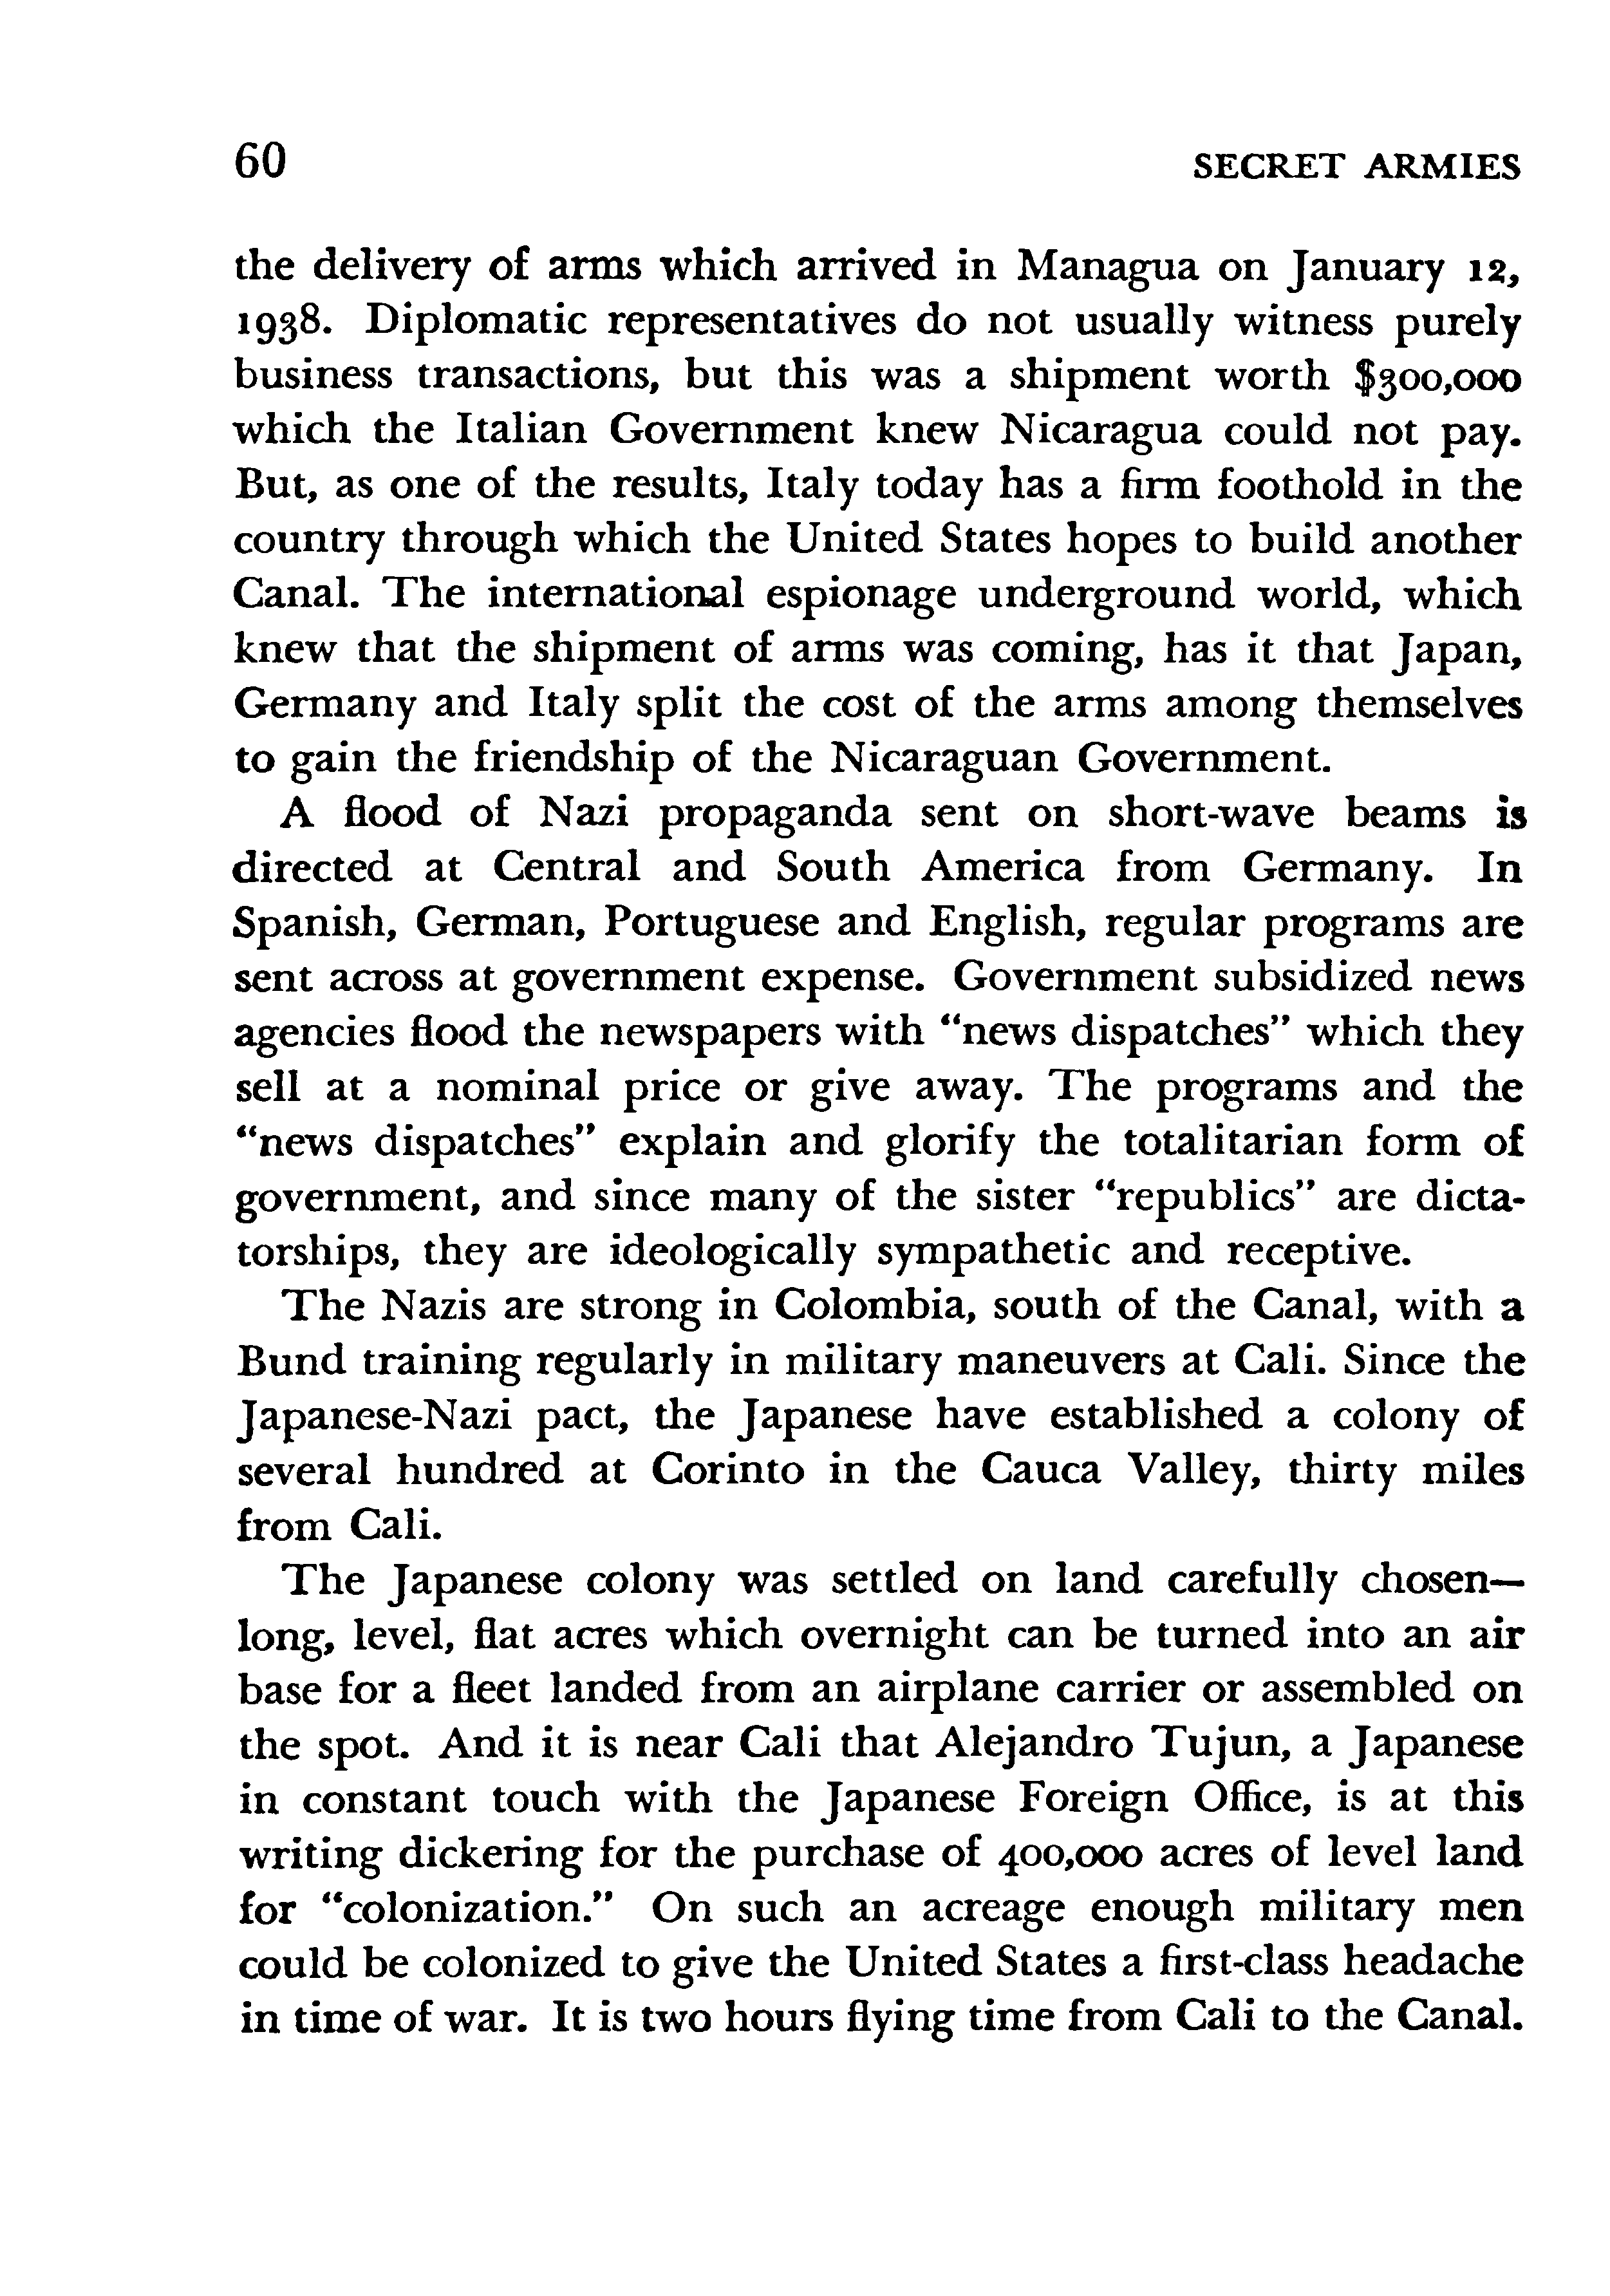 60 SECRET ARMIES
the delivery of arms which arrived in Managua on January 12,
1938. Diplomatic representatives do not usually witness purely
business transactions, but this was a shipment worth $300,000
which the Italian Government knew Nicaragua could not pay.
But, as one of the results, Italy today has a firm foothold in the
country through which the United States hopes to build another
Canal. The international espionage underground world, which
knew that the shipment of arms was coming, has it that Japan,
Germany and Italy split the cost of the arms among themselves
to gain the friendship of the Nicaraguan Government.
A flood of Nazi propaganda sent on short-wave beams is
directed at Central and South America from Germany. In
Spanish, German, Portuguese and English, regular programs are
sent across at government expense. Government subsidized news
agencies flood the newspapers with “news dispatches” which they
sell at a nominal price or give away. The programs and the
“news dispatches” explain and glorify the totalitarian form of
government, and since many of the sister “republics” are dicta-
torships, they are ideologically sympathetic and receptive.
The Nazis are strong in Colombia, south of the Canal, with a
Bund training regularly in military maneuvers at Cali. Since the
Japanese-Nazi pact, the Japanese have established a colony of
several hundred at Corinto in the Cauca Valley, thirty miles
from Cali.
The Japanese colony was settled on land carefully chosen—
long, level, flat acres which overnight can be turned into an air
base for a fleet landed from an airplane carrier or assembled on
the spot. And it is near Cali that Alejandro Tujun, a Japanese
in constant touch with the Japanese Foreign Office, is at this
writing dickering for the purchase of 400,000 acres of level land
for “colonization.” On such an acreage enough military men
could be colonized to give the United States a first-class headache
in time of war. It is two hours flying time from Cali to the Canal.